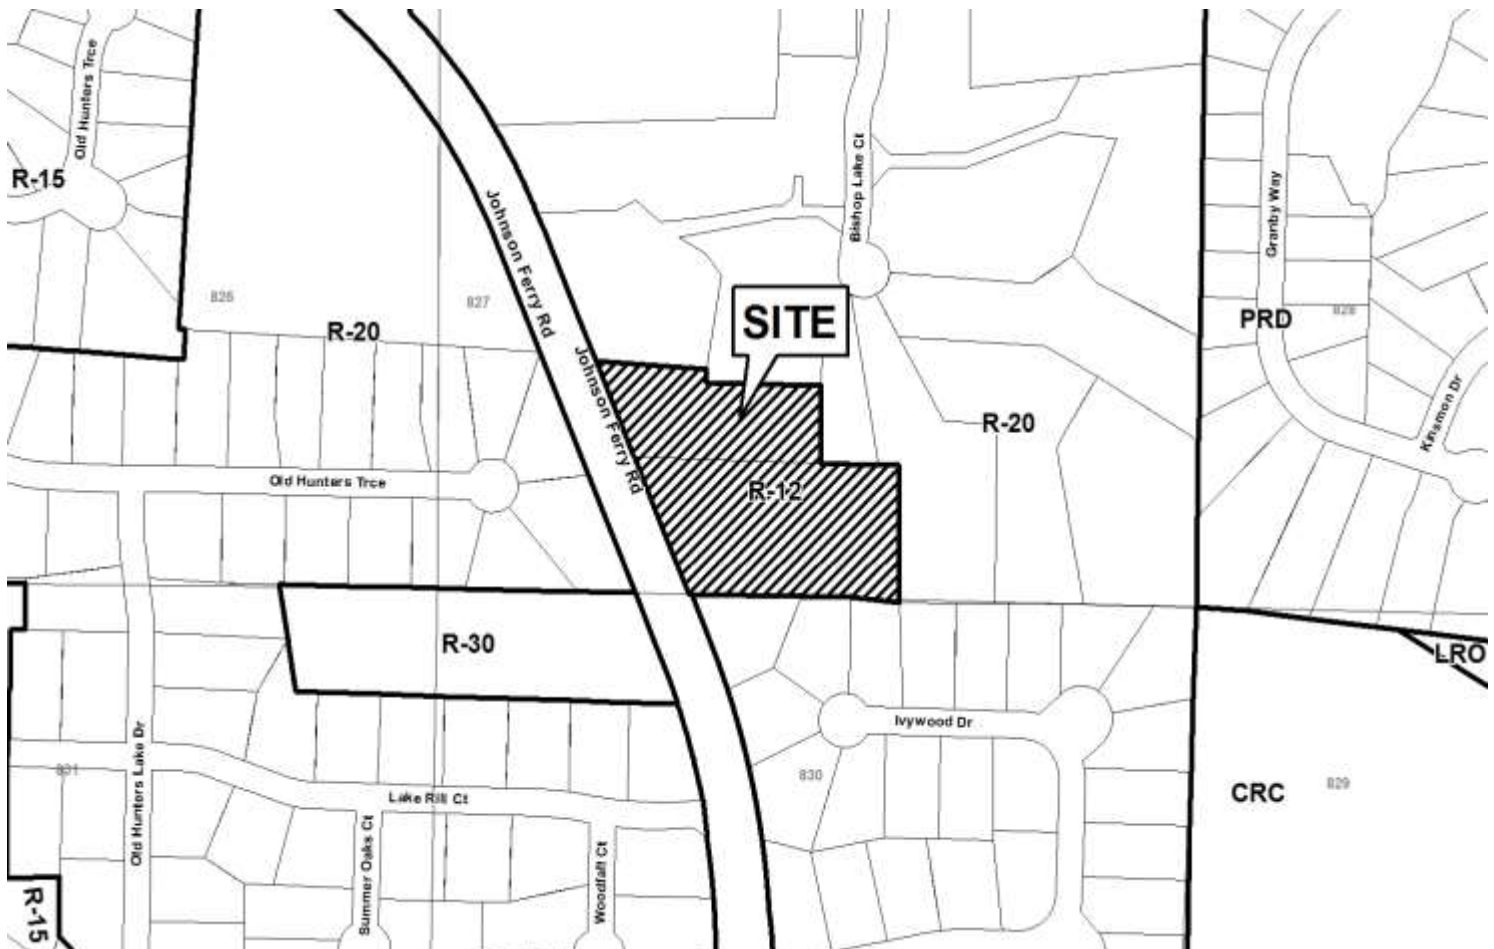 Old Hunters Trce
R-15
Johnson Ferry Rd
Bishop Lake Ct
Granby Way
826
827
R-20
SITE
PRD
828
Johnson Ferry Rd
Kinsmon Dr
R-20
Old Hunters Trce
R-12
R-30
LRO
Ivywood Dr
Old Hunters Lake Dr
831
830
829
CRC
Lake Rill Ct
Summer Oaks Ct
Woodfall Ct
R-15